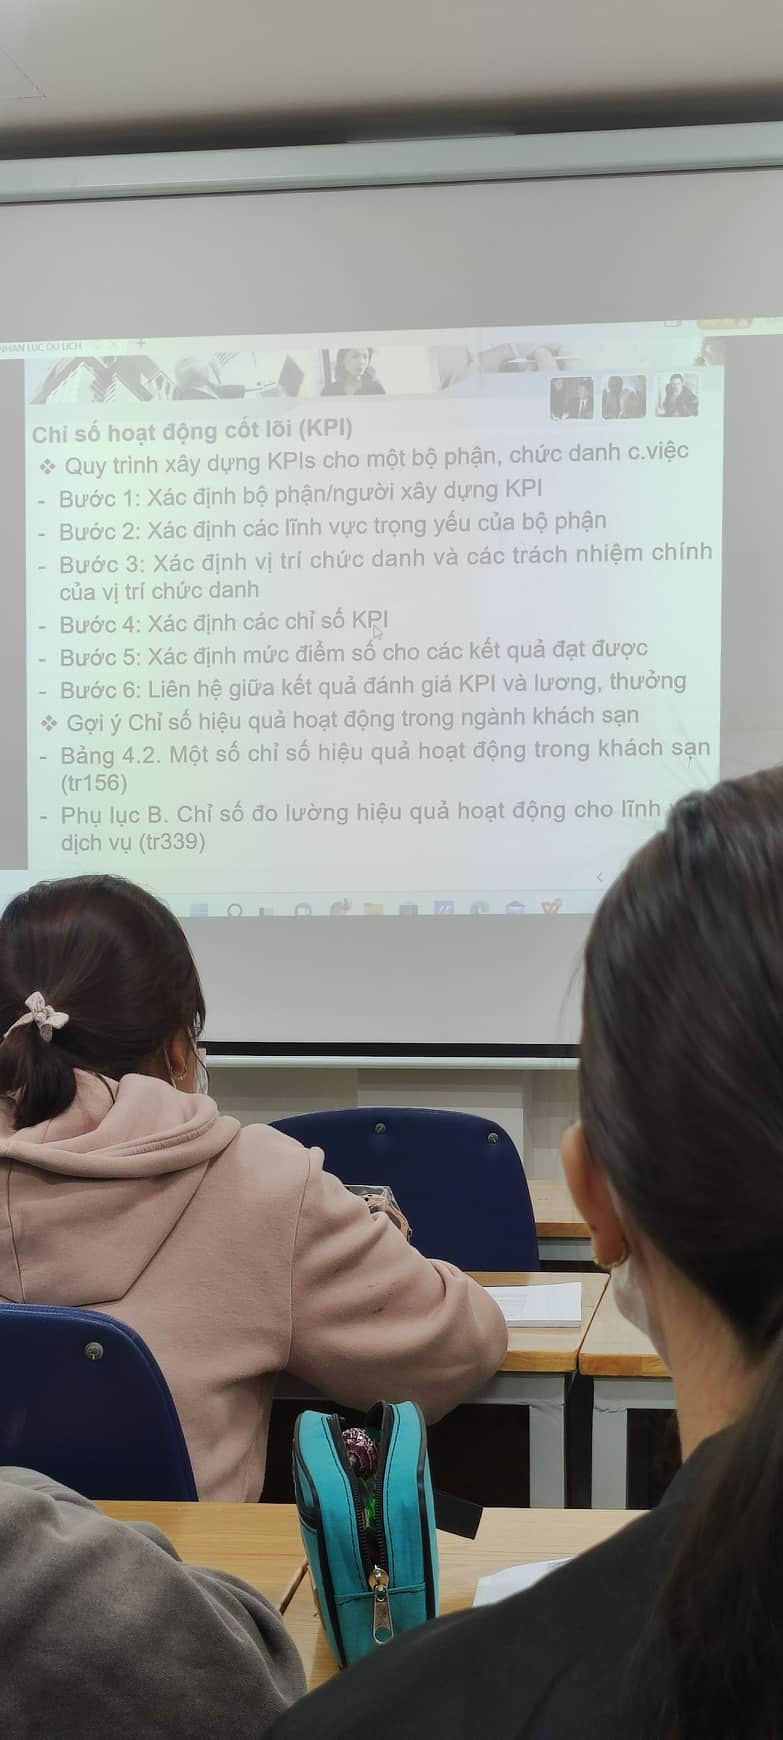 NHAN LUC DU LICH
Chỉ số hoạt động cốt lõi (KPI)
❖ Quy trình xây dựng KPIs cho một bộ phận, chức danh c.việc
- Bước 1: Xác định bộ phận/người xây dựng KPI
- Bước 2: Xác định các lĩnh vực trọng yếu của bộ phận
- Bước 3: Xác định vị trí chức danh và các trách nhiệm chính
của vị trí chức danh
- Bước 4: Xác định các chỉ số KPI
- Bước 5: Xác định mức điểm số cho các kết quả đạt được
- Bước 6: Liên hệ giữa kết quả đánh giá KPI và lương, thưởng
❖ Gợi ý Chỉ số hiệu quả hoạt động trong ngành khách sạn
- Bảng 4.2. Một số chỉ số hiệu quả hoạt động trong khách sạn
(tr156)
- Phụ lục B. Chỉ số đo lường hiệu quả hoạt động cho lĩnh
dịch vụ (tr339)